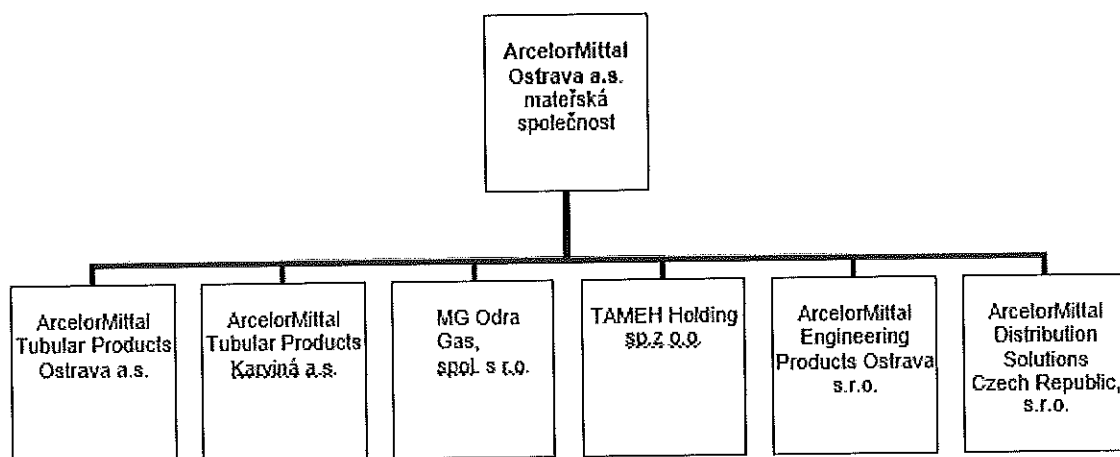 ArcelorMittal
Ostrava a.s.
mateřská
společnost
ArcelorMittal
Tubular Products
Ostrava a.s.
ArcelorMittal
Tubular Products
Karviná a.s.
MG Odra
Gas,
spol. s r.o.
TAMEH Holding
sp.z o.o.
ArcelorMittal
Engineering
Products Ostrava
s.r.o.
ArcelorMittal
Distribution
Solutions
Czech Republic,
s.r.o.